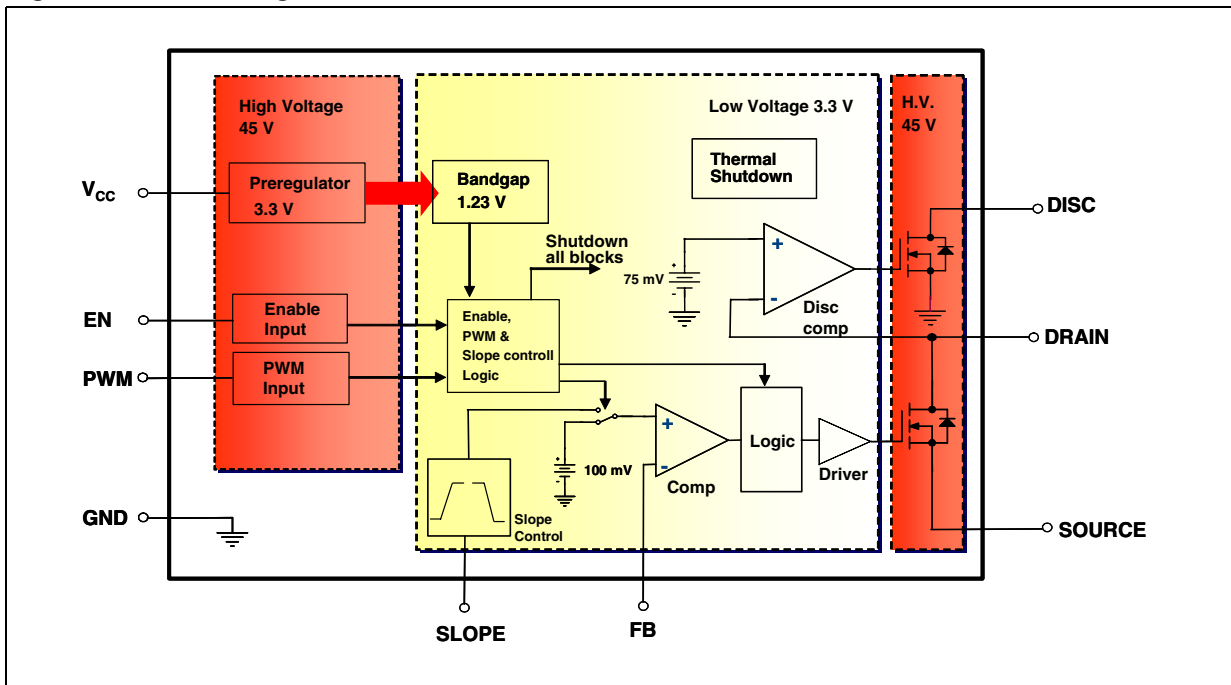 High Voltage
45 V
Low Voltage 3.3 V
H.V.
45 V
Thermal
Shutdown
VCC
Preregulator
3.3 V
Bandgap
1.23 V
DISC
Shutdown
all blocks
+
+
75 mV
-
-
Disc
comp
EN
Enable
Input
Enable,
PWM &
Slope controll
Logic
DRAIN
PWM
PWM
Input
+
+
100 mV
-
-
Comp
Logic
Driver
GND
Slope
Control
SOURCE
SLOPE
FB